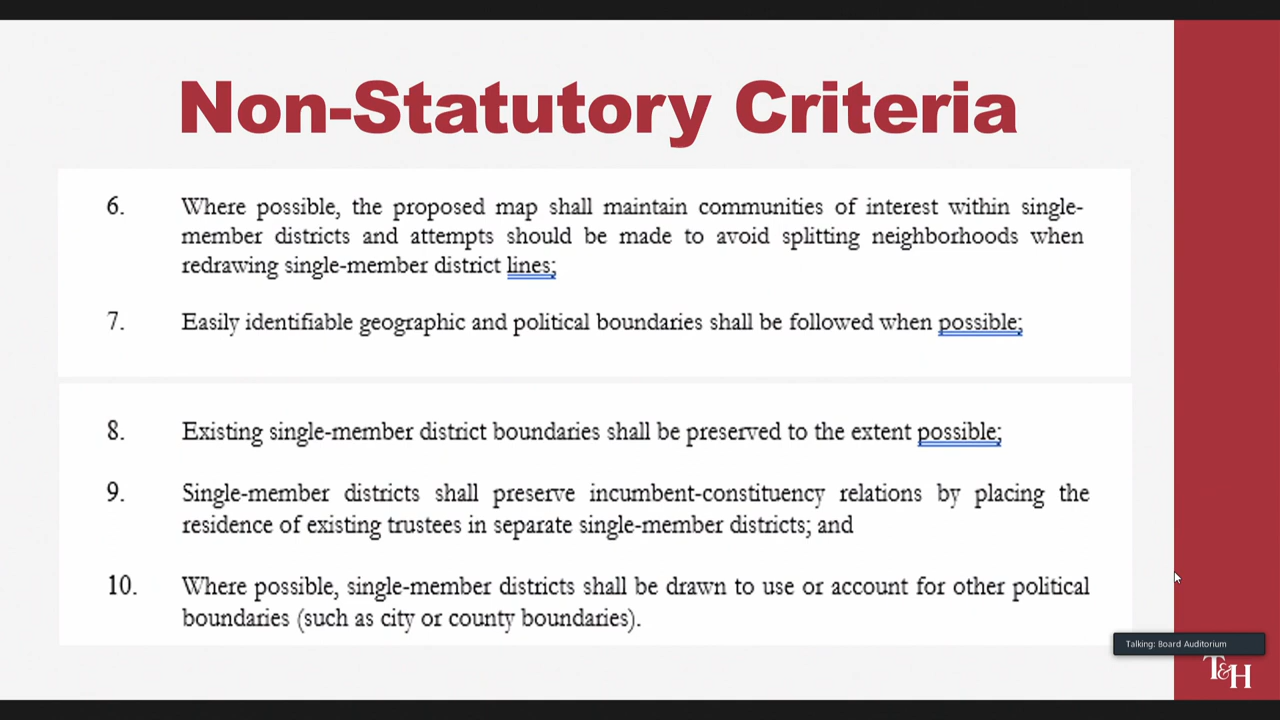 Non-Statutory Criteria
6. Where possible, the proposed map shall maintain communities of interest within single-
member districts and attempts should be made to avoid splitting neighborhoods when
redrawing single-member district lines;
7. Easily identifiable geographic and political boundaries shall be followed when possible;
8. Existing single-member district boundaries shall be preserved to the extent possible;
9. Single-member districts shall preserve incumbent-constituency relations by placing the
residence of existing trustees in separate single-member districts; and
10. Where possible, single-member districts shall be drawn to use or account for other political
boundaries (such as city or county boundaries).
Talking: Board Auditorium
T&H